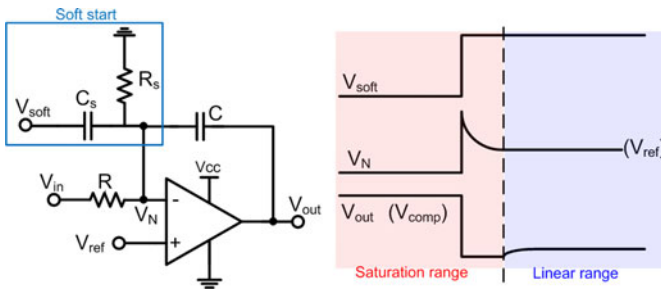 Soft start
Rs
Cs
Vsoft
C
Vin
R
Vcc
VN
-
+
Vref
Vout
Vsoft
VN
(Vref)
Vout (Vcomp)
Saturation range
Linear range